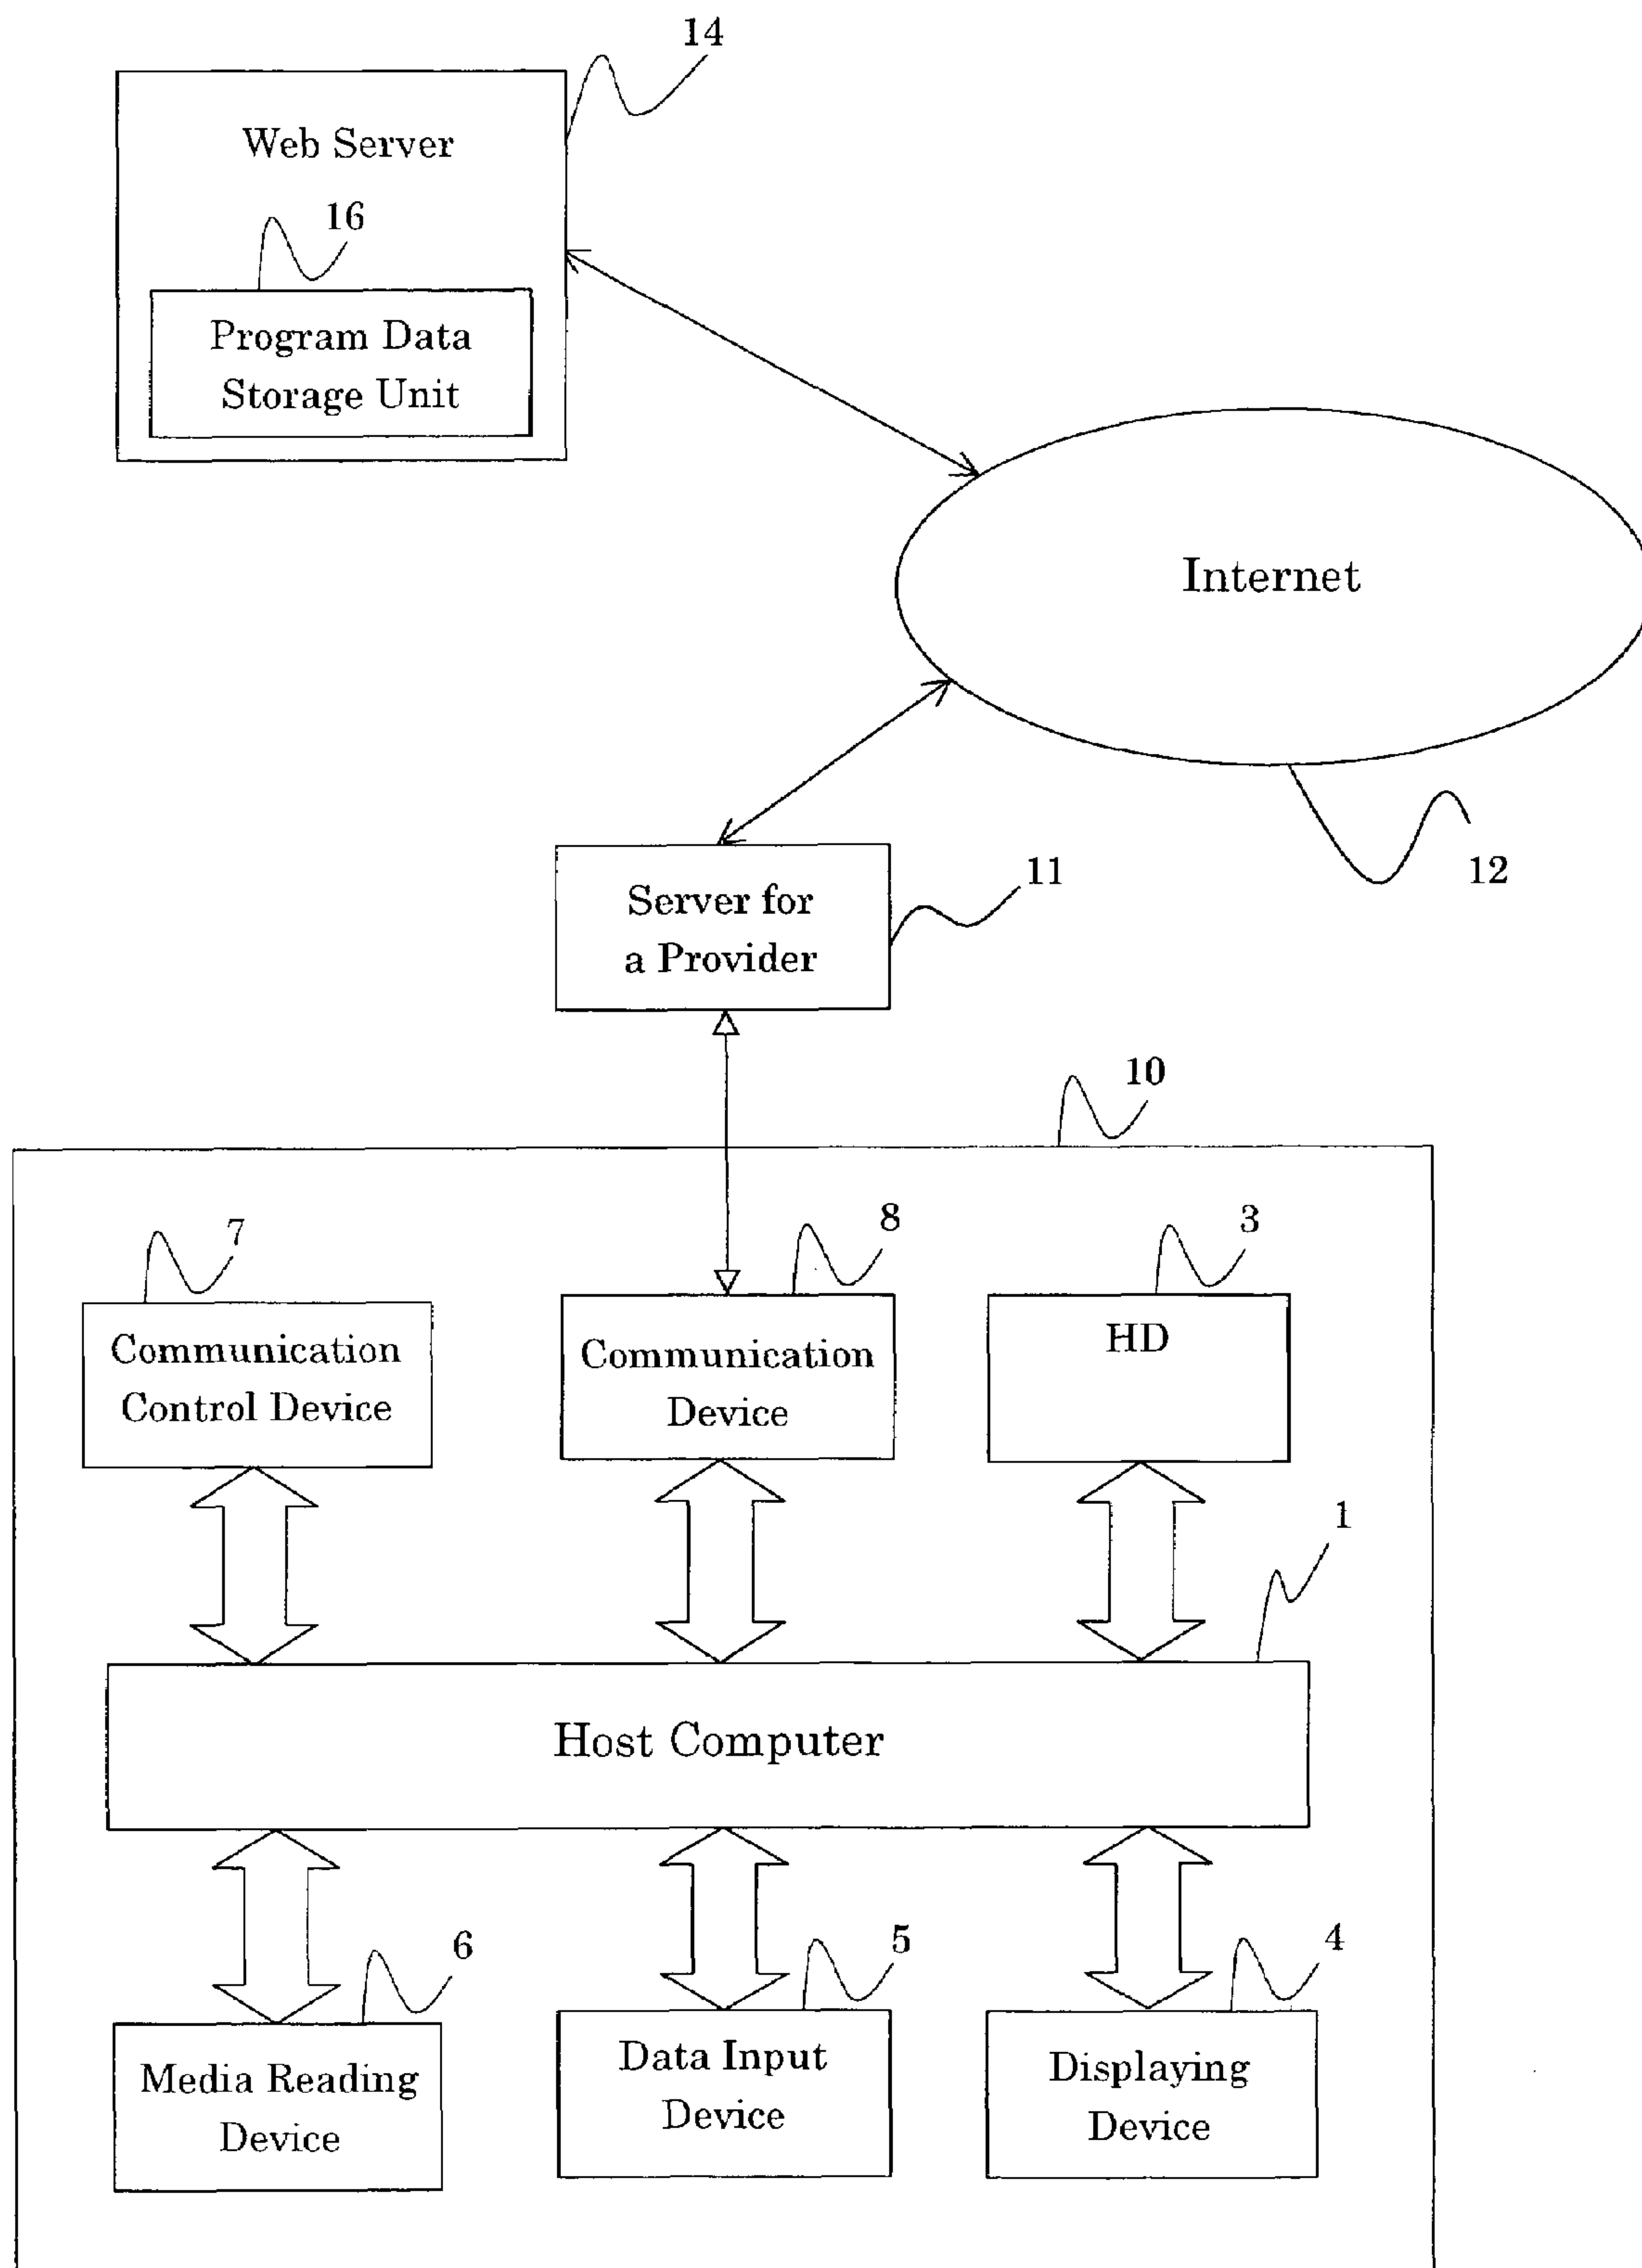 14
Web Server
16
Program Data
Storage Unit
Internet
12
11
Server for
a Provider
10
7
8
3
Communication
Control Device
Communication
Device
HD
1
Host Computer
6
5
4
Media Reading
Device
Data Input
Device
Displaying
Device